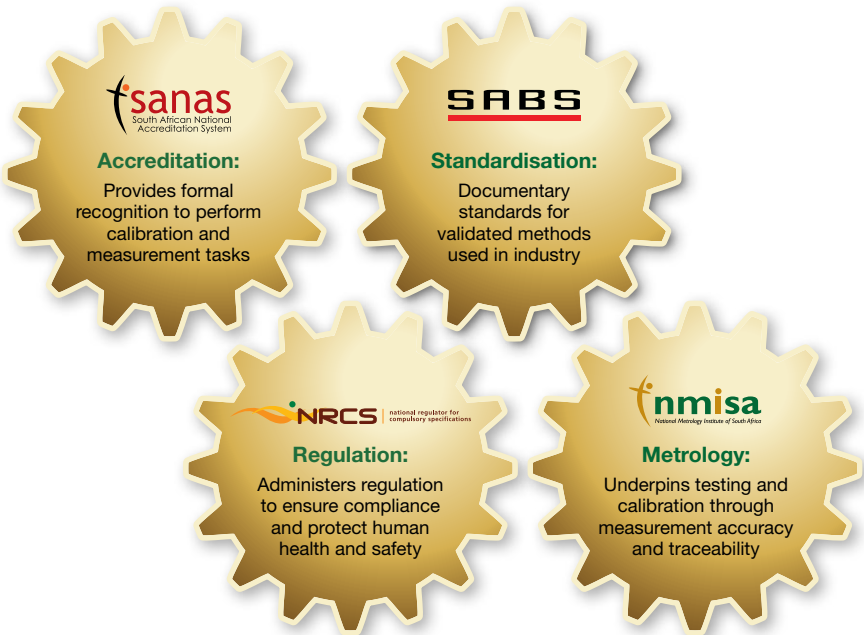 sanas
South African National
Accreditation System
Accreditation:
Provides formal
recognition to perform
calibration and
measurement tasks
SABS
Standardisation:
Documentary
standards for
validated methods
used in industry
NRCS
national regulator for
compulsory specifications
Regulation:
Administers regulation
to ensure compliance
and protect human
health and safety
nmisa
National Metrology Institute of South Africa
Metrology:
Underpins testing and
calibration through
measurement accuracy
and traceability